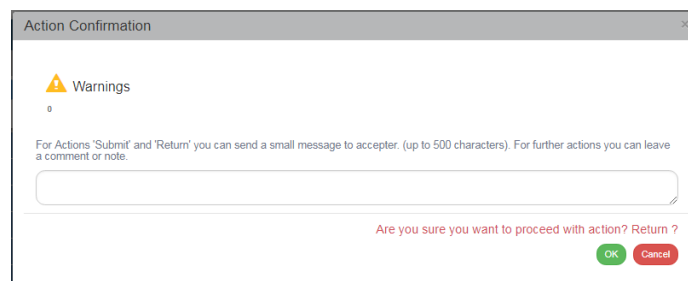 Action Confirmation
×
Warnings
0
For Actions 'Submit' and 'Return' you can send a small message to accepter. (up to 500 characters). For further actions you can leave
a comment or note.
Are you sure you want to proceed with action? Return ?
OK Cancel